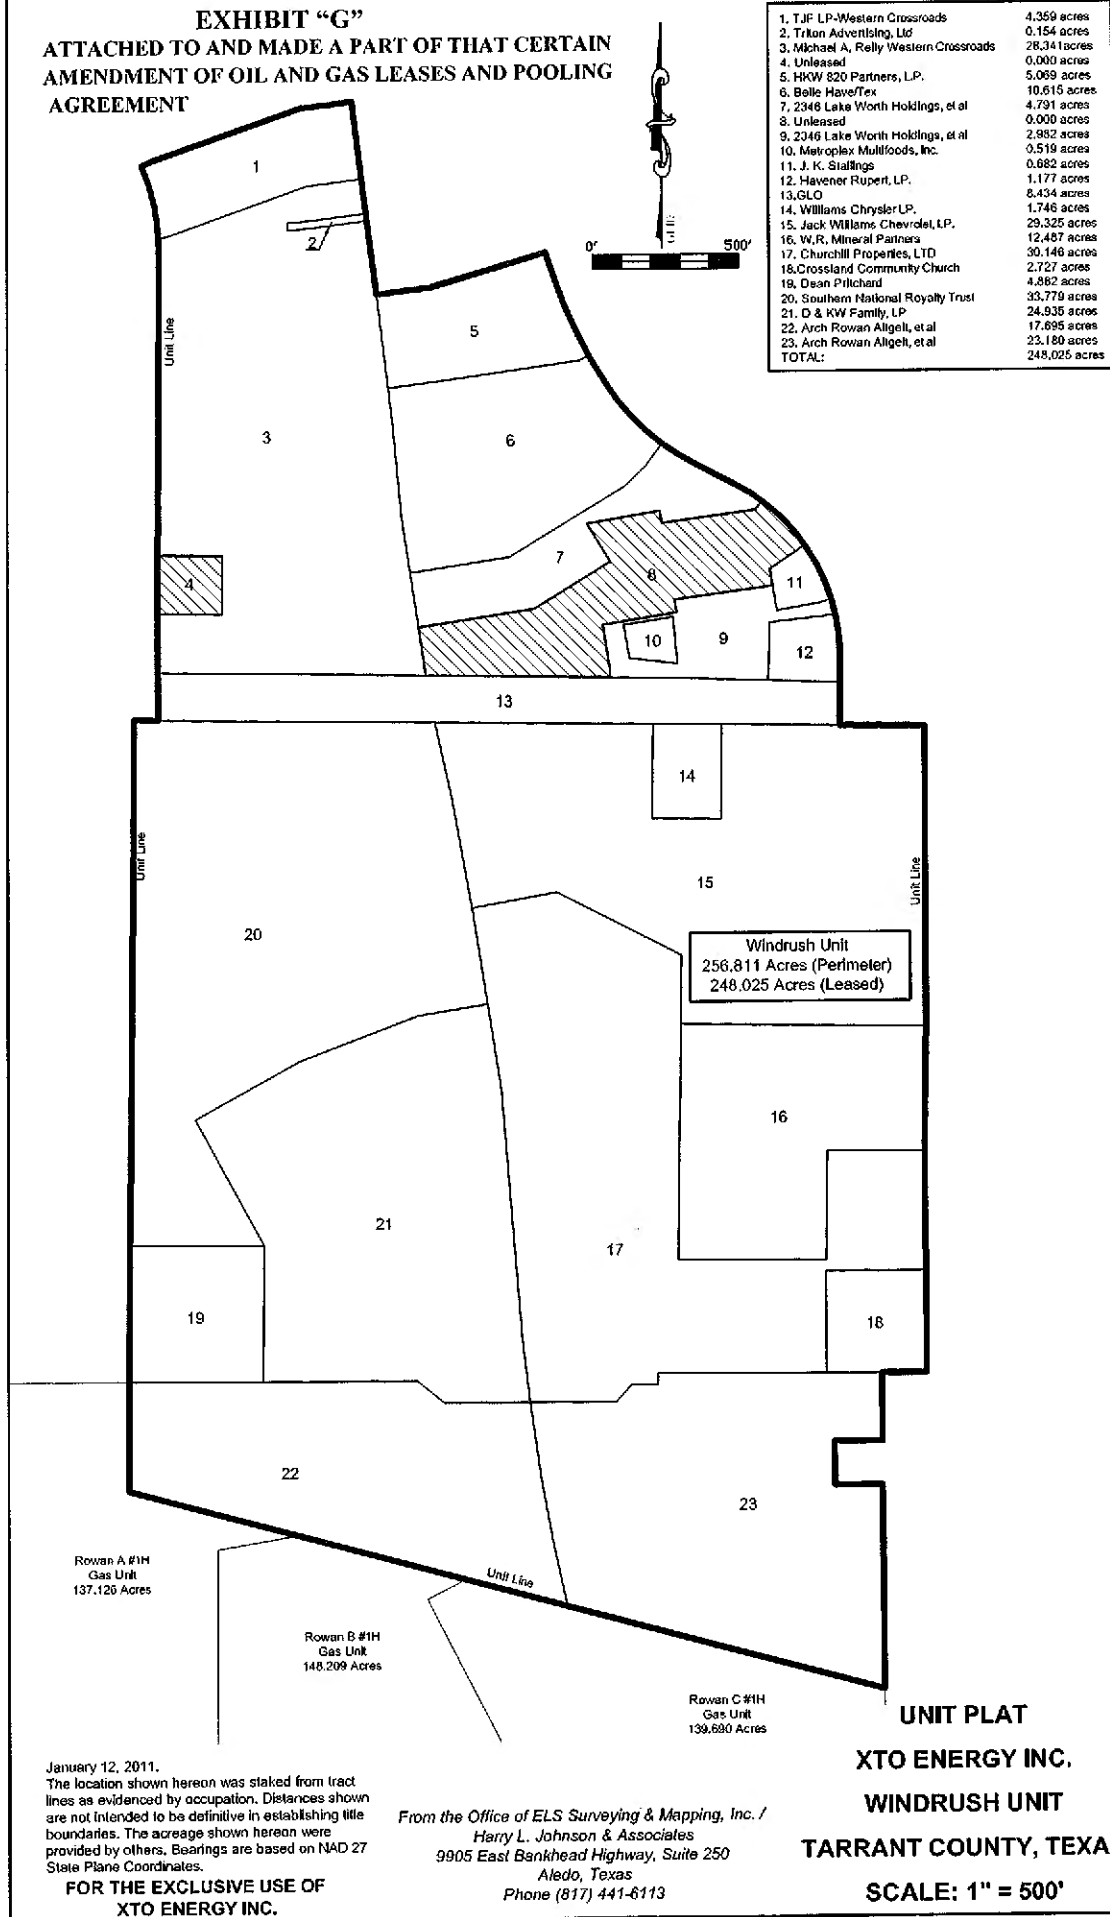 EXHIBIT “G”
ATTACHED TO AND MADE A PART OF THAT CERTAIN
AMENDMENT OF OIL AND GAS LEASES AND POOLING
AGREEMENT
0' 500'
1. TJF LP-Western Crossroads 4.359 acres
2. Triton Advertising, Ltd 0.154 acres
3. Michael A. Reilly Western Crossroads 28.341 acres
4. Unleased 0.000 acres
5. HKW 820 Partners, L.P. 5.069 acres
6. Belle Have/Tex 10.615 acres
7. 2346 Lake Worth Holdings, et al 4.791 acres
8. Unleased 0.000 acres
9. 2346 Lake Worth Holdings, et al 2.982 acres
10. Metroplex Multifoods, Inc. 0.519 acres
11. J. K. Stallings 0.682 acres
12. Havener Rupert, LP. 1.177 acres
13.GLO 8.434 acres
14. Williams Chrysler LP. 1.746 acres
15. Jack Williams Chevrolet, LP. 29.325 acres
16. W.R. Mineral Partners 12.487 acres
17. Churchill Properties, LTD 30.146 acres
18.Crossland Community Church 2.727 acres
19. Dean Pritchard 4.882 acres
20. Southern National Royalty Trust 33.779 acres
21. D & KW Family, LP 24.935 acres
22. Arch Rowan, et al 17.695 acres
23. Arch Rowan, et al 23.180 acres
TOTAL: 248.025 acres
1
2
Unit Line
5
3
6
7
4
8
11
10
9
12
13
14
Unit Line
15
Unit Line
20
Windrush Unit
256.811 Acres (Perimeter)
248.025 Acres (Leased)
16
21
17
19
18
22
23
Unit Line
Rowan A #1H
Gas Unit
137.126 Acres
Rowan B #1H
Gas Unit
148.209 Acres
Rowan C #1H
Gas Unit
139.690 Acres
January 12, 2011.
The location shown hereon was staked from tract
lines as evidenced by occupation. Distances shown
are not intended to be definitive in establishing title
boundaries. The acreage shown hereon were
provided by others. Bearings are based on NAD 27
State Plane Coordinates.
FOR THE EXCLUSIVE USE OF
XTO ENERGY INC.
From the Office of ELS Surveying & Mapping, Inc. /
Harry L. Johnson & Associates
9905 East Bankhead Highway, Suite 250
Aledo, Texas
Phone (817) 441-6113
UNIT PLAT
XTO ENERGY INC.
WINDRUSH UNIT
TARRANT COUNTY, TEXA
SCALE: 1" = 500'